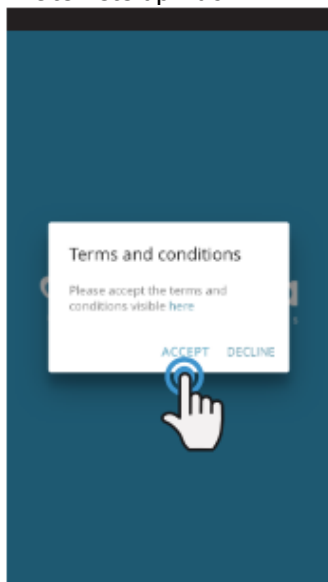 Terms and conditions
Please accept the terms and
conditions visible here
ACCEPT DECLINE